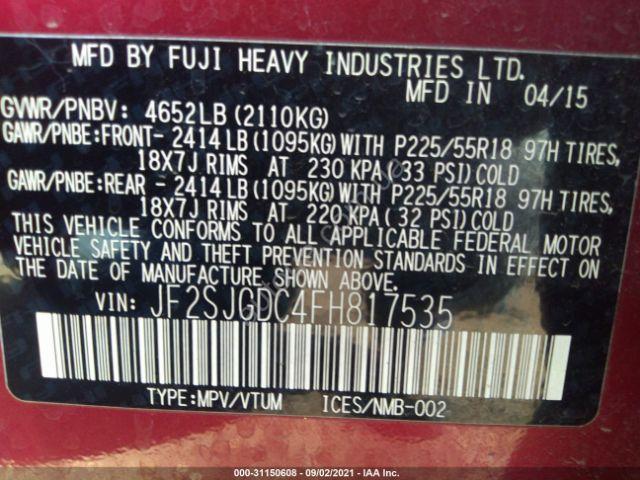 MFD BY FUJI HEAVY INDUSTRIES LTD.
MFD IN 04/15
GVWR/PNBV: 4652LB (2110KG)
GAWR/PNBE:FRONT- 2414LB(1095KG)WITH P225/55R18 97H TIRES,
18X7J RIMS AT 230 KPA(33 PSI)COLD
GAWR/PNBE:REAR - 2414LB(1095KG)WITH P225/55R18 97H TIRES,
18X7J RIMS AT 220 KPA(32 PSI)COLD
THIS VEHICLE CONFORMS TO ALL APPLICABLE FEDERAL MOTOR
VEHICLE SAFETY AND THEFT PREVENTION STANDARDS IN EFFECT ON
THE DATE OF MANUFACTURE SHOWN ABOVE.
VIN: JF2SJGDC4FH817535
TYPE:MPV/VTUM ICES/NMB-002
000-31150608 - 09/02/2021 - IAA Inc.